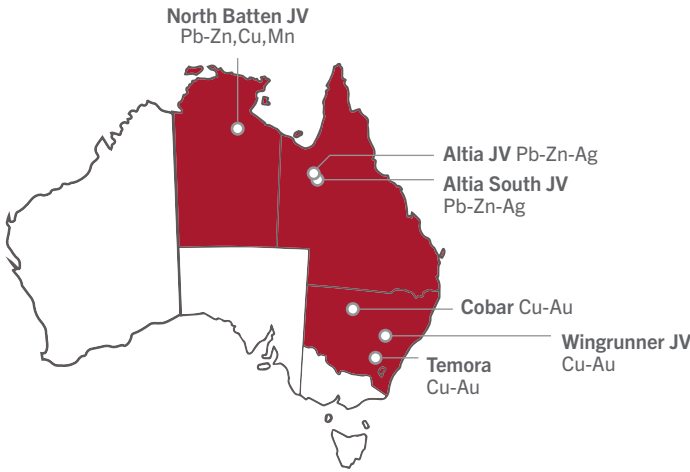 North Batten JV
Pb-Zn,Cu,Mn
Altia JV Pb-Zn-Ag
Altia South JV
Pb-Zn-Ag
Cobar Cu-Au
Wingrunner JV
Cu-Au
Temora
Cu-Au